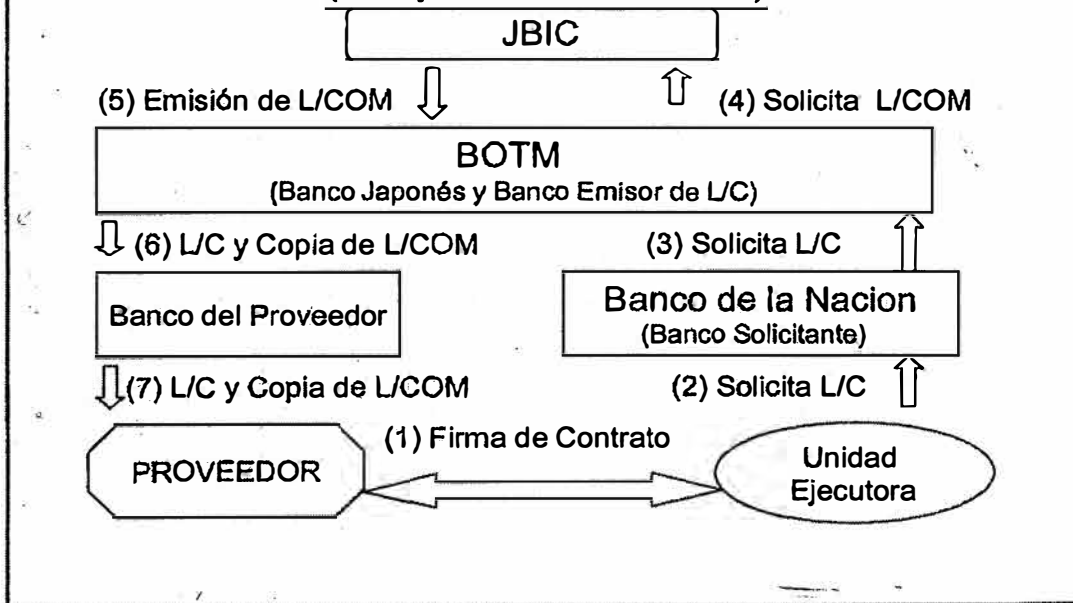 JBIC
(5) Emisión de L/COM
(4) Solicita L/COM
BOTM
(Banco Japonés y Banco Emisor de L/C)
(6) L/C y Copia de L/COM
(3) Solicita L/C
Banco del Proveedor
Banco de la Nacion
(Banco Solicitante)
(7) L/C y Copia de L/COM
(2) Solicita L/C
(1) Firma de Contrato
PROVEEDOR
Unidad
Ejecutora